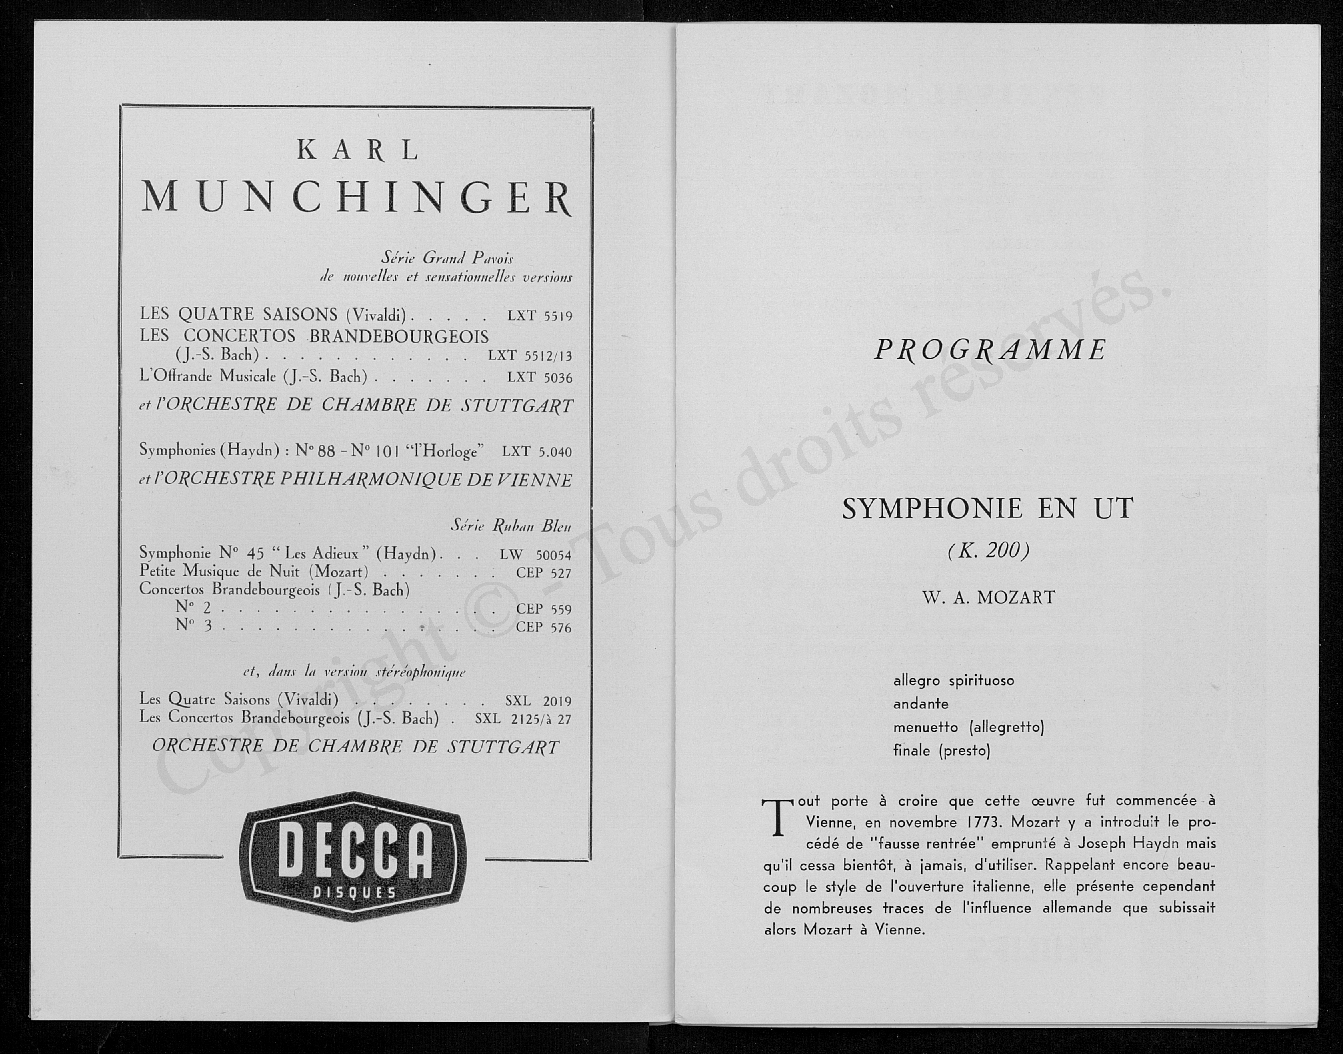 KARL
MUNCHINGER
Série Grand Pavois
de nouvelles et sensationnelles versions
LES QUATRE SAISONS (Vivaldi) . . . . . LXT 5519
LES CONCERTOS BRANDEBOURGEOIS
(J.-S. Bach) . . . . . . . . . . . . LXT 5512/13
L'Offrande Musicale (J.-S. Bach) . . . . . . . LXT 5036
et l'ORCHESTRE DE CHAMBRE DE STUTTGART
Symphonies (Haydn) : N° 88 - N° 101 "l'Horloge" LXT 5.040
et l'ORCHESTRE PHILHARMONIQUE DE VIENNE
Série Ruban Bleu
Symphonie N° 45 "Les Adieux" (Haydn) . . . LW 50054
Petite Musique de Nuit (Mozart) . . . . . . . CEP 527
Concertos Brandebourgeois (J.-S. Bach)
N° 2 . . . . . . . . . . . . . . . . CEP 559
N° 3 . . . . . . . . . . . . . . . . CEP 576
et, dans la version stéréophonique
Les Quatre Saisons (Vivaldi) . . . . . . . . SXL 2019
Les Concertos Brandebourgeois (J.-S. Bach) . SXL 2125/à 27
ORCHESTRE DE CHAMBRE DE STUTTGART
DECCA
DISQUES
PROGRAMME
SYMPHONIE EN UT
(K. 200)
W. A. MOZART
allegro spirituoso
andante
menuetto (allegretto)
finale (presto)
Tout porte à croire que cette œuvre fut commencée à
Vienne, en novembre 1773. Mozart y a introduit le pro-
cédé de "fausse rentrée" emprunté à Joseph Haydn mais
qu'il cessa bientôt, à jamais, d'utiliser. Rappelant encore beau-
coup le style de l'ouverture italienne, elle présente cependant
de nombreuses traces de l'influence allemande que subissait
alors Mozart à Vienne.
Copyright © - Tous droits réservés.